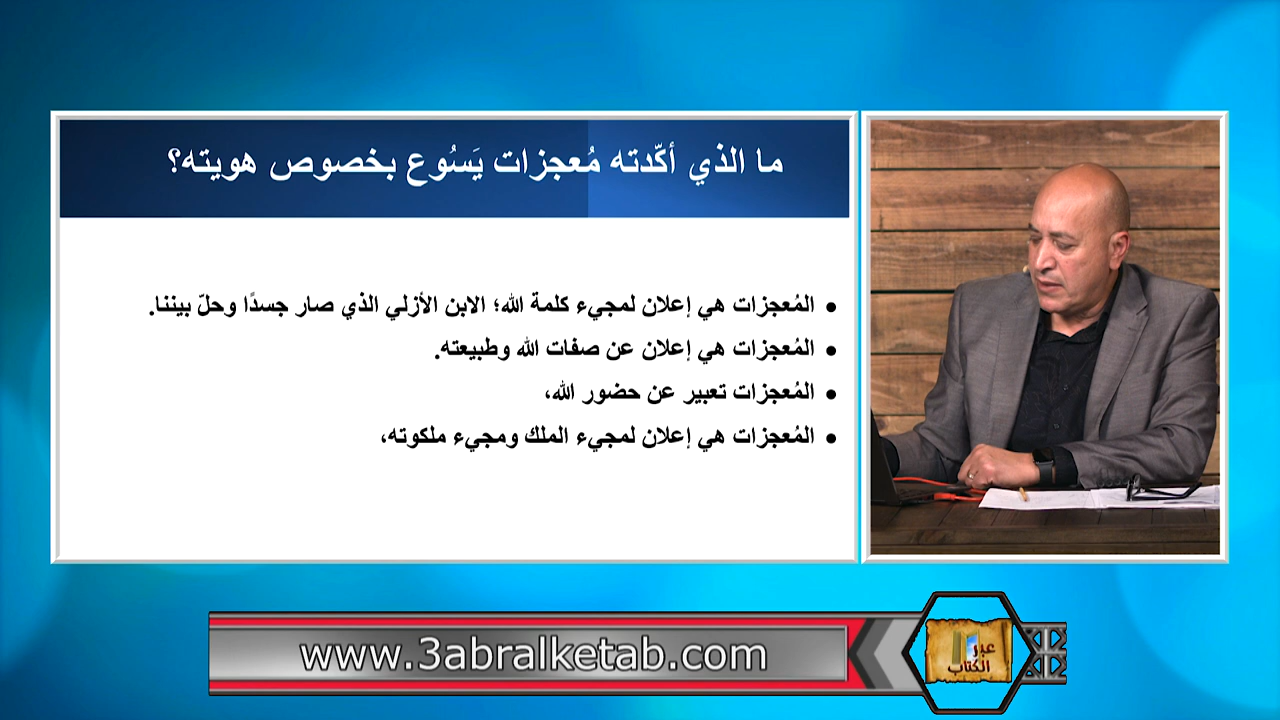 ما الذي أكّدته مُعجزات يَسُوع بخصوص هويته؟
• المُعجزات هي إعلان لمجيء كلمة الله؛ الابن الأزلي الذي صار جسدًا وحلّ بيننا.
• المُعجزات هي إعلان عن صفات الله وطبيعته.
• المُعجزات تعبير عن حضور الله،
• المُعجزات هي إعلان لمجيء الملك ومجيء ملكوته،
www.3abralketab.com
عبر
الكتاب